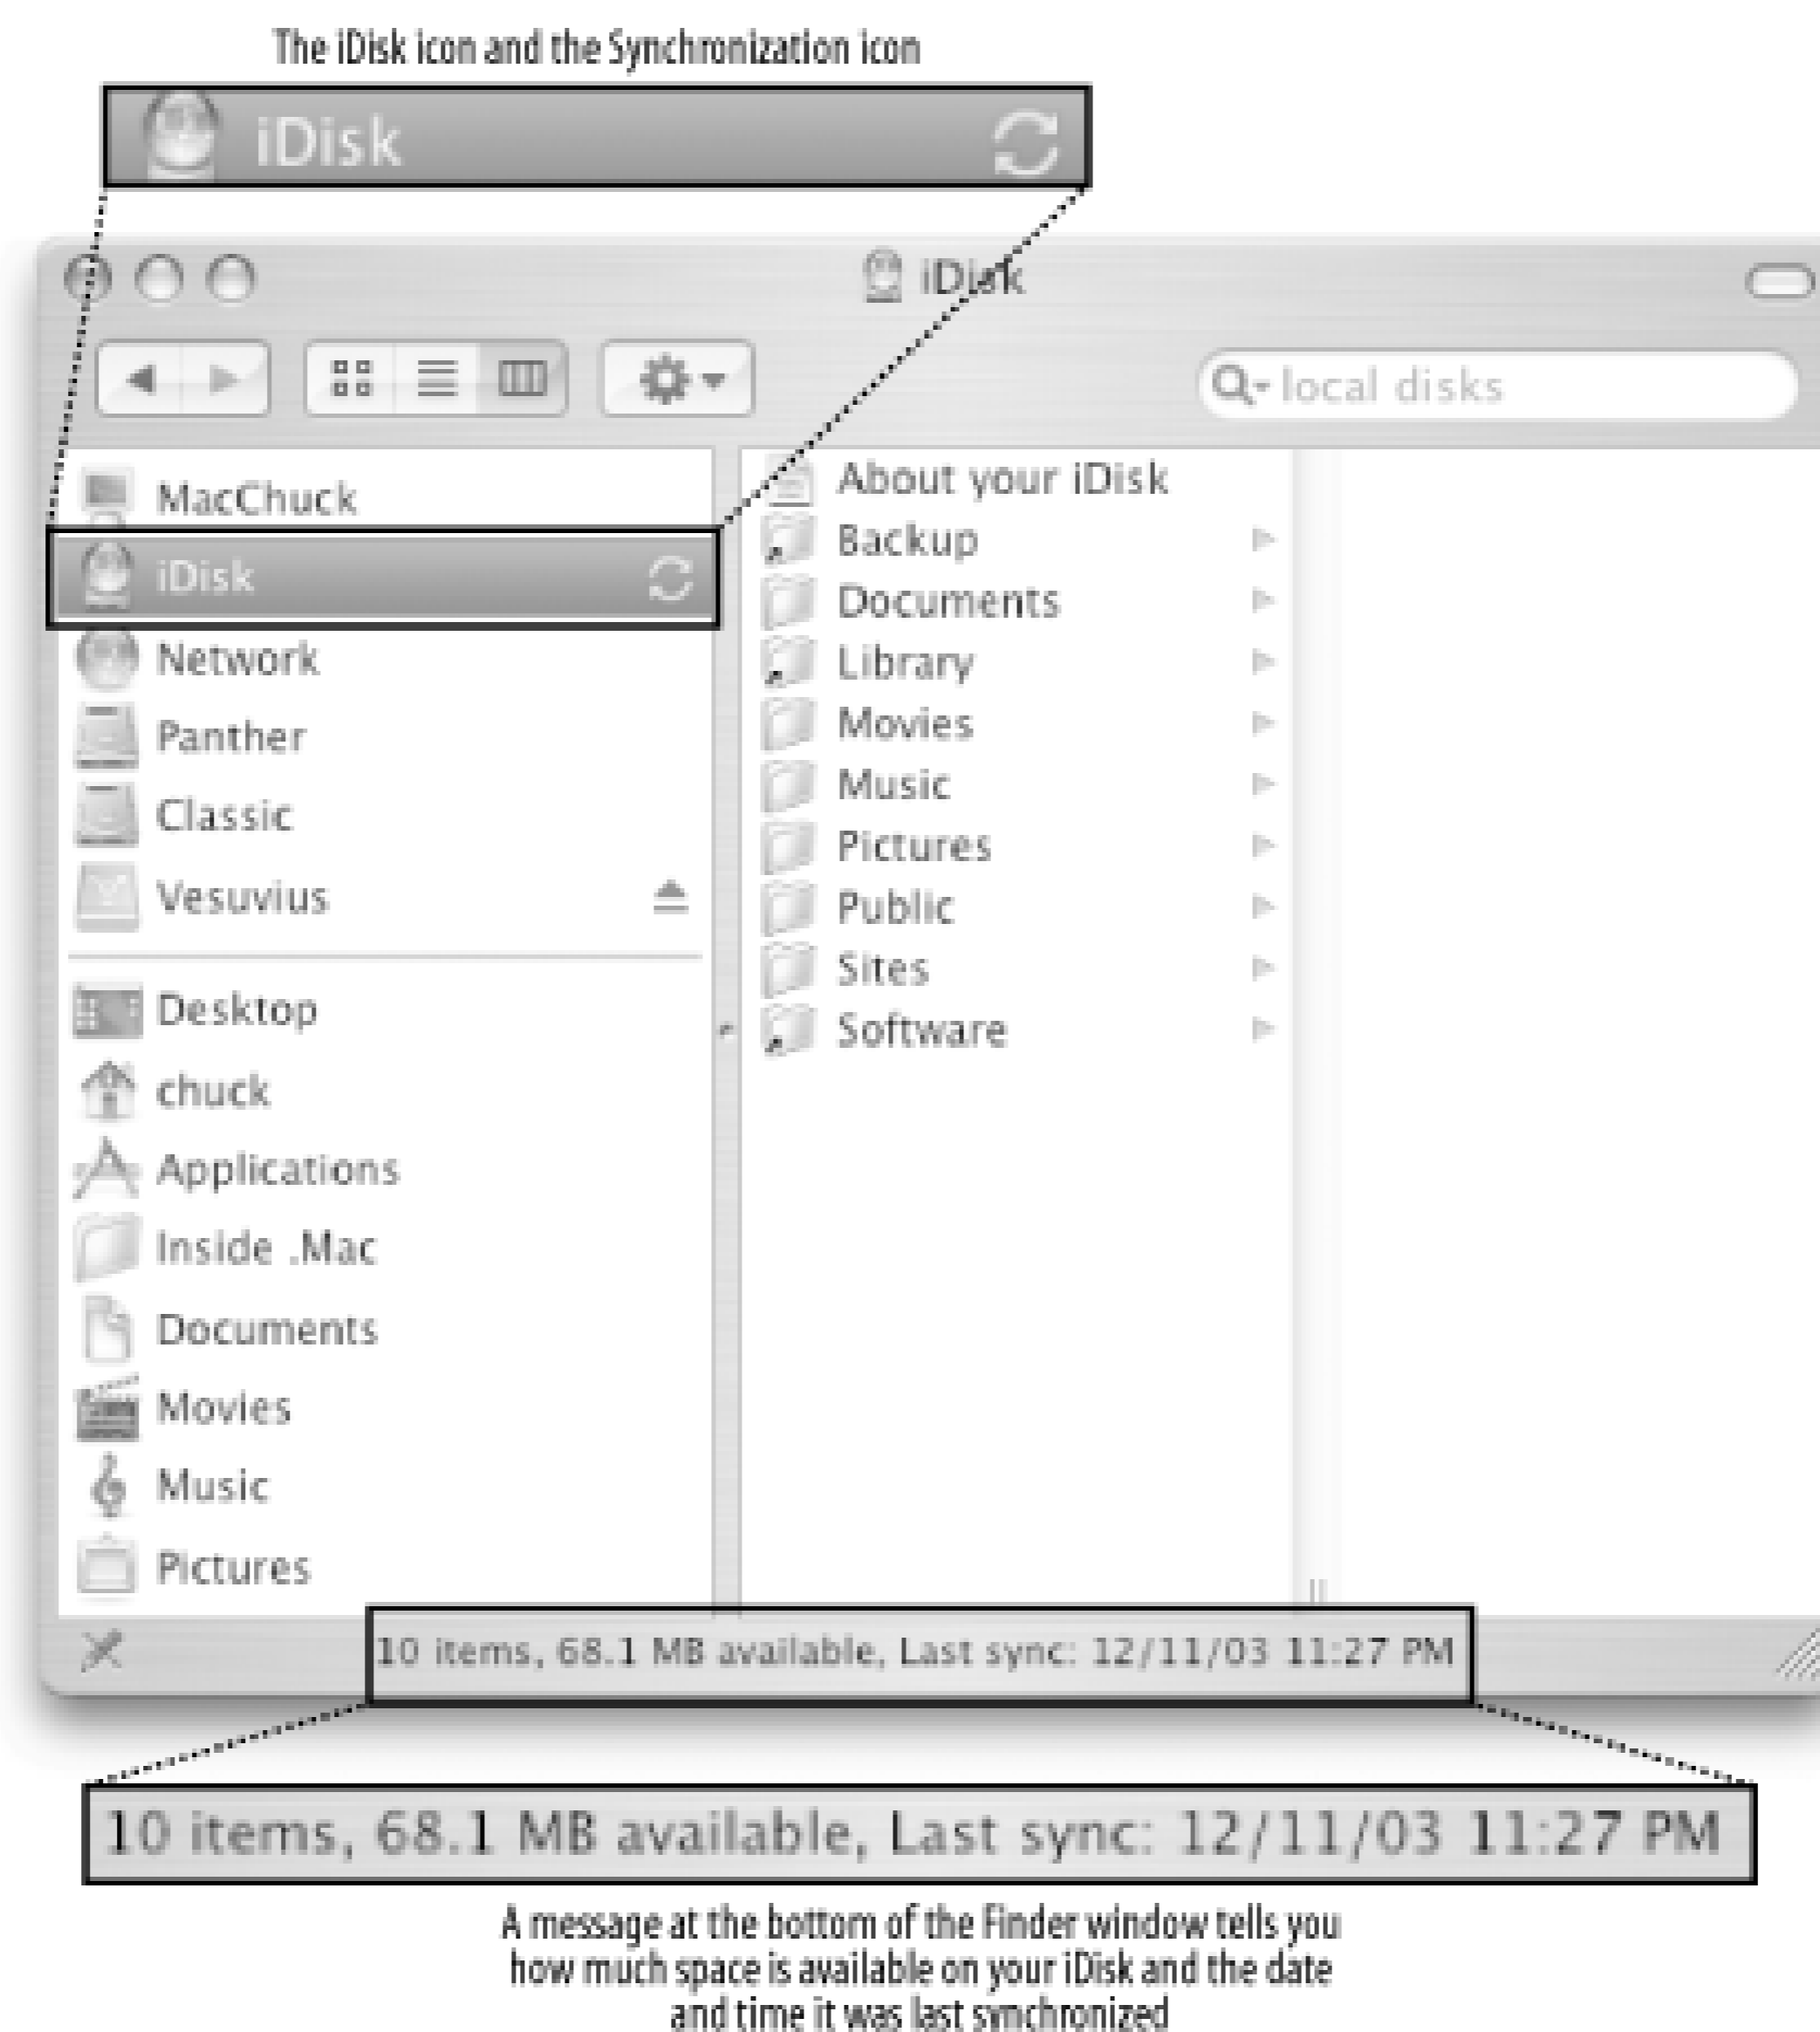 The iDisk icon and the Synchronization icon
iDisk
iDisk
local disks
MacChuck
iDisk
Network
Panther
Classic
Vesuvius
Desktop
chuck
Applications
Inside .Mac
Documents
Movies
Music
Pictures
About your iDisk
Backup
Documents
Library
Movies
Music
Pictures
Public
Sites
Software
10 items, 68.1 MB available, Last sync: 12/11/03 11:27 PM
10 items, 68.1 MB available, Last sync: 12/11/03 11:27 PM
A message at the bottom of the Finder window tells you
how much space is available on your iDisk and the date
and time it was last synchronized